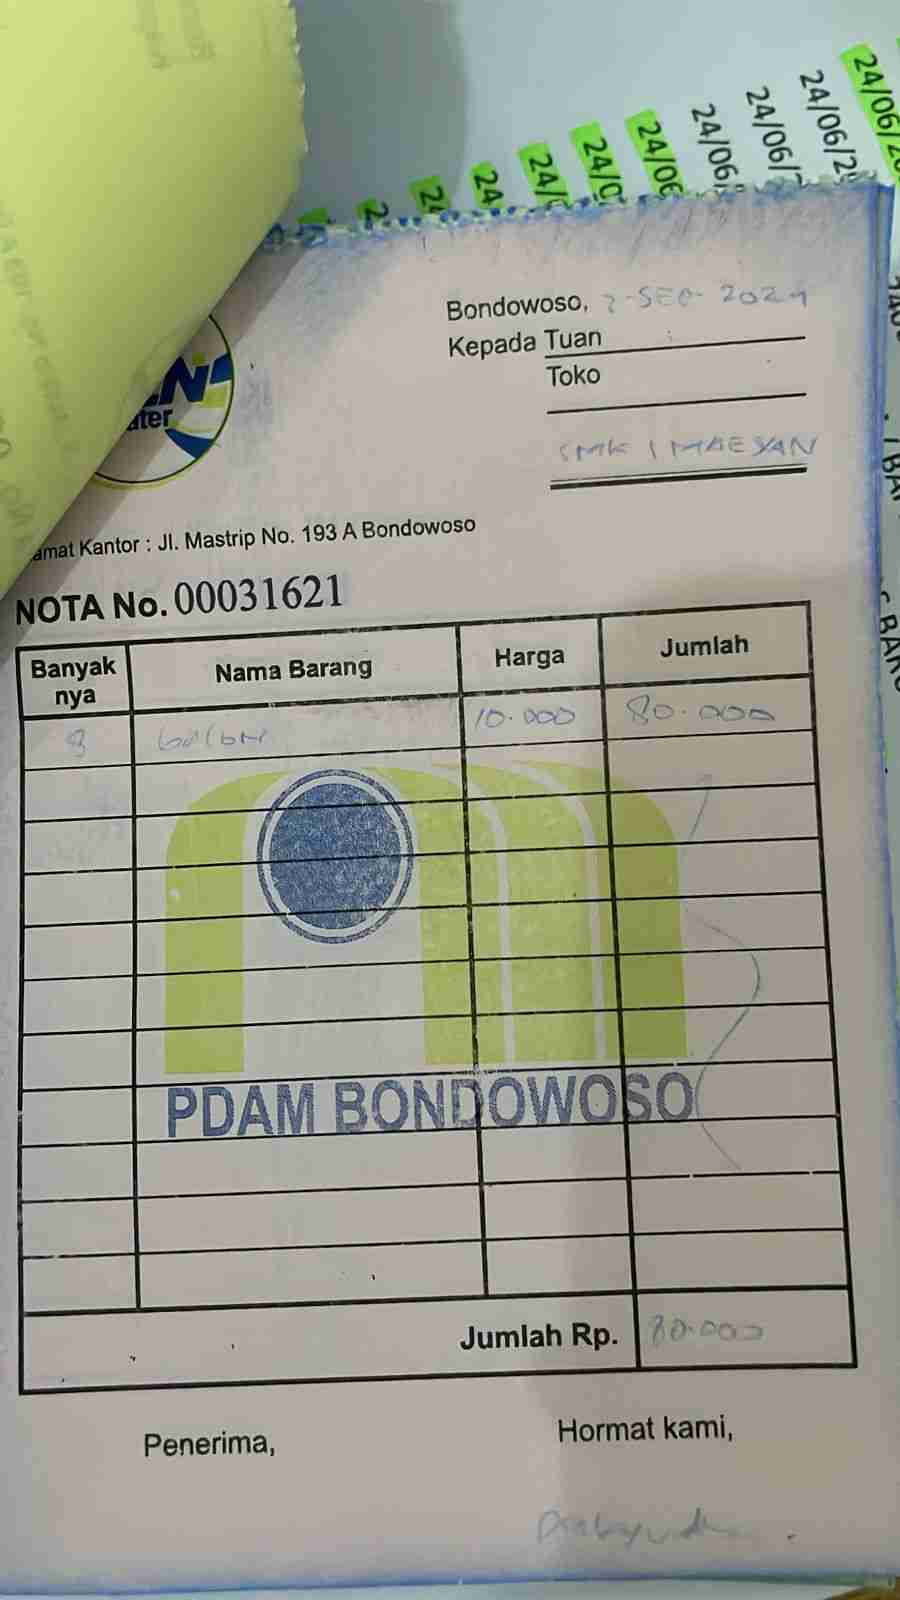 24/06/2
24/06/2
24/06/
24/06/
24/06
24/0
24/
24
24
2
Bondowoso, 2-SEP-2024
Kepada Tuan
Toko
SMK 1 MAESAN
ater
amat Kantor : Jl. Mastrip No. 193 A Bondowoso
NOTA No. 00031621
Banyak nya Nama Barang Harga Jumlah
8 Galon 10.000 80.000
PDAM BONDOWOSO
Jumlah Rp. 80.000
Penerima, Hormat kami,